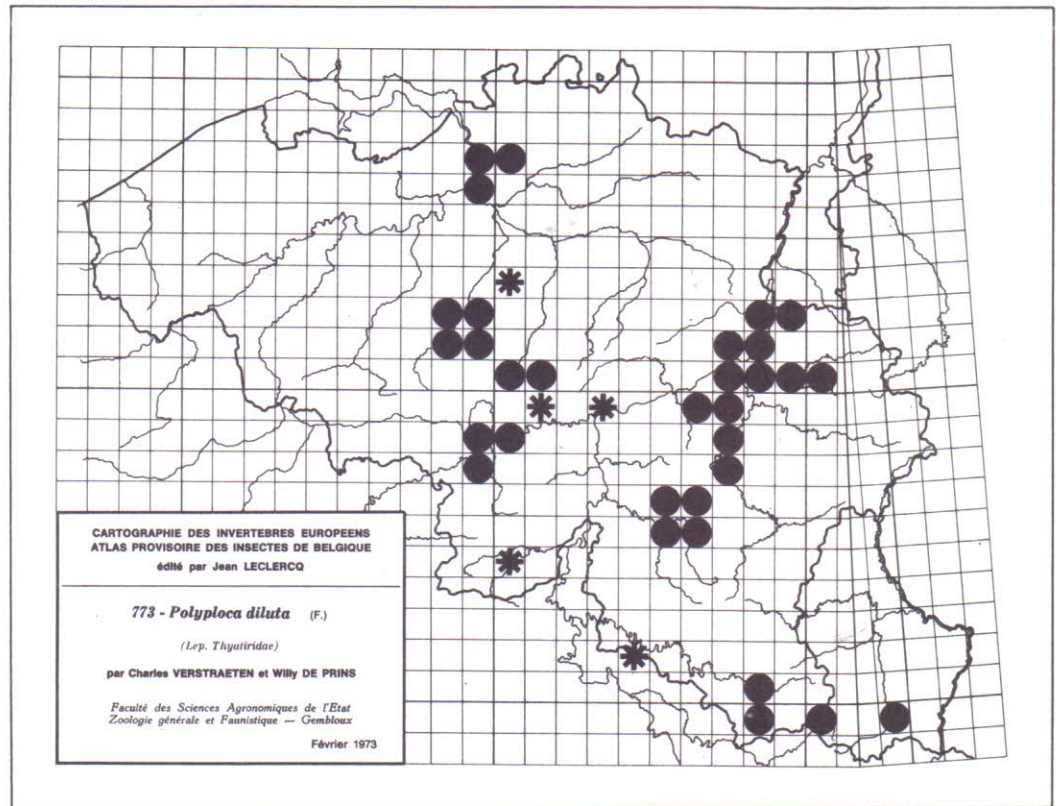 CARTOGRAPHIE DES INVERTEBRES EUROPEENS
ATLAS PROVISOIRE DES INSECTES DE BELGIQUE
édité par Jean LECLERCQ
773 - Polyploca diluta (F.)
(Lep. Thyatiridae)
par Charles VERSTRAETEN et Willy DE PRINS
Faculté des Sciences Agronomiques de l'Etat
Zoologie générale et Faunistique — Gembloux
Février 1973